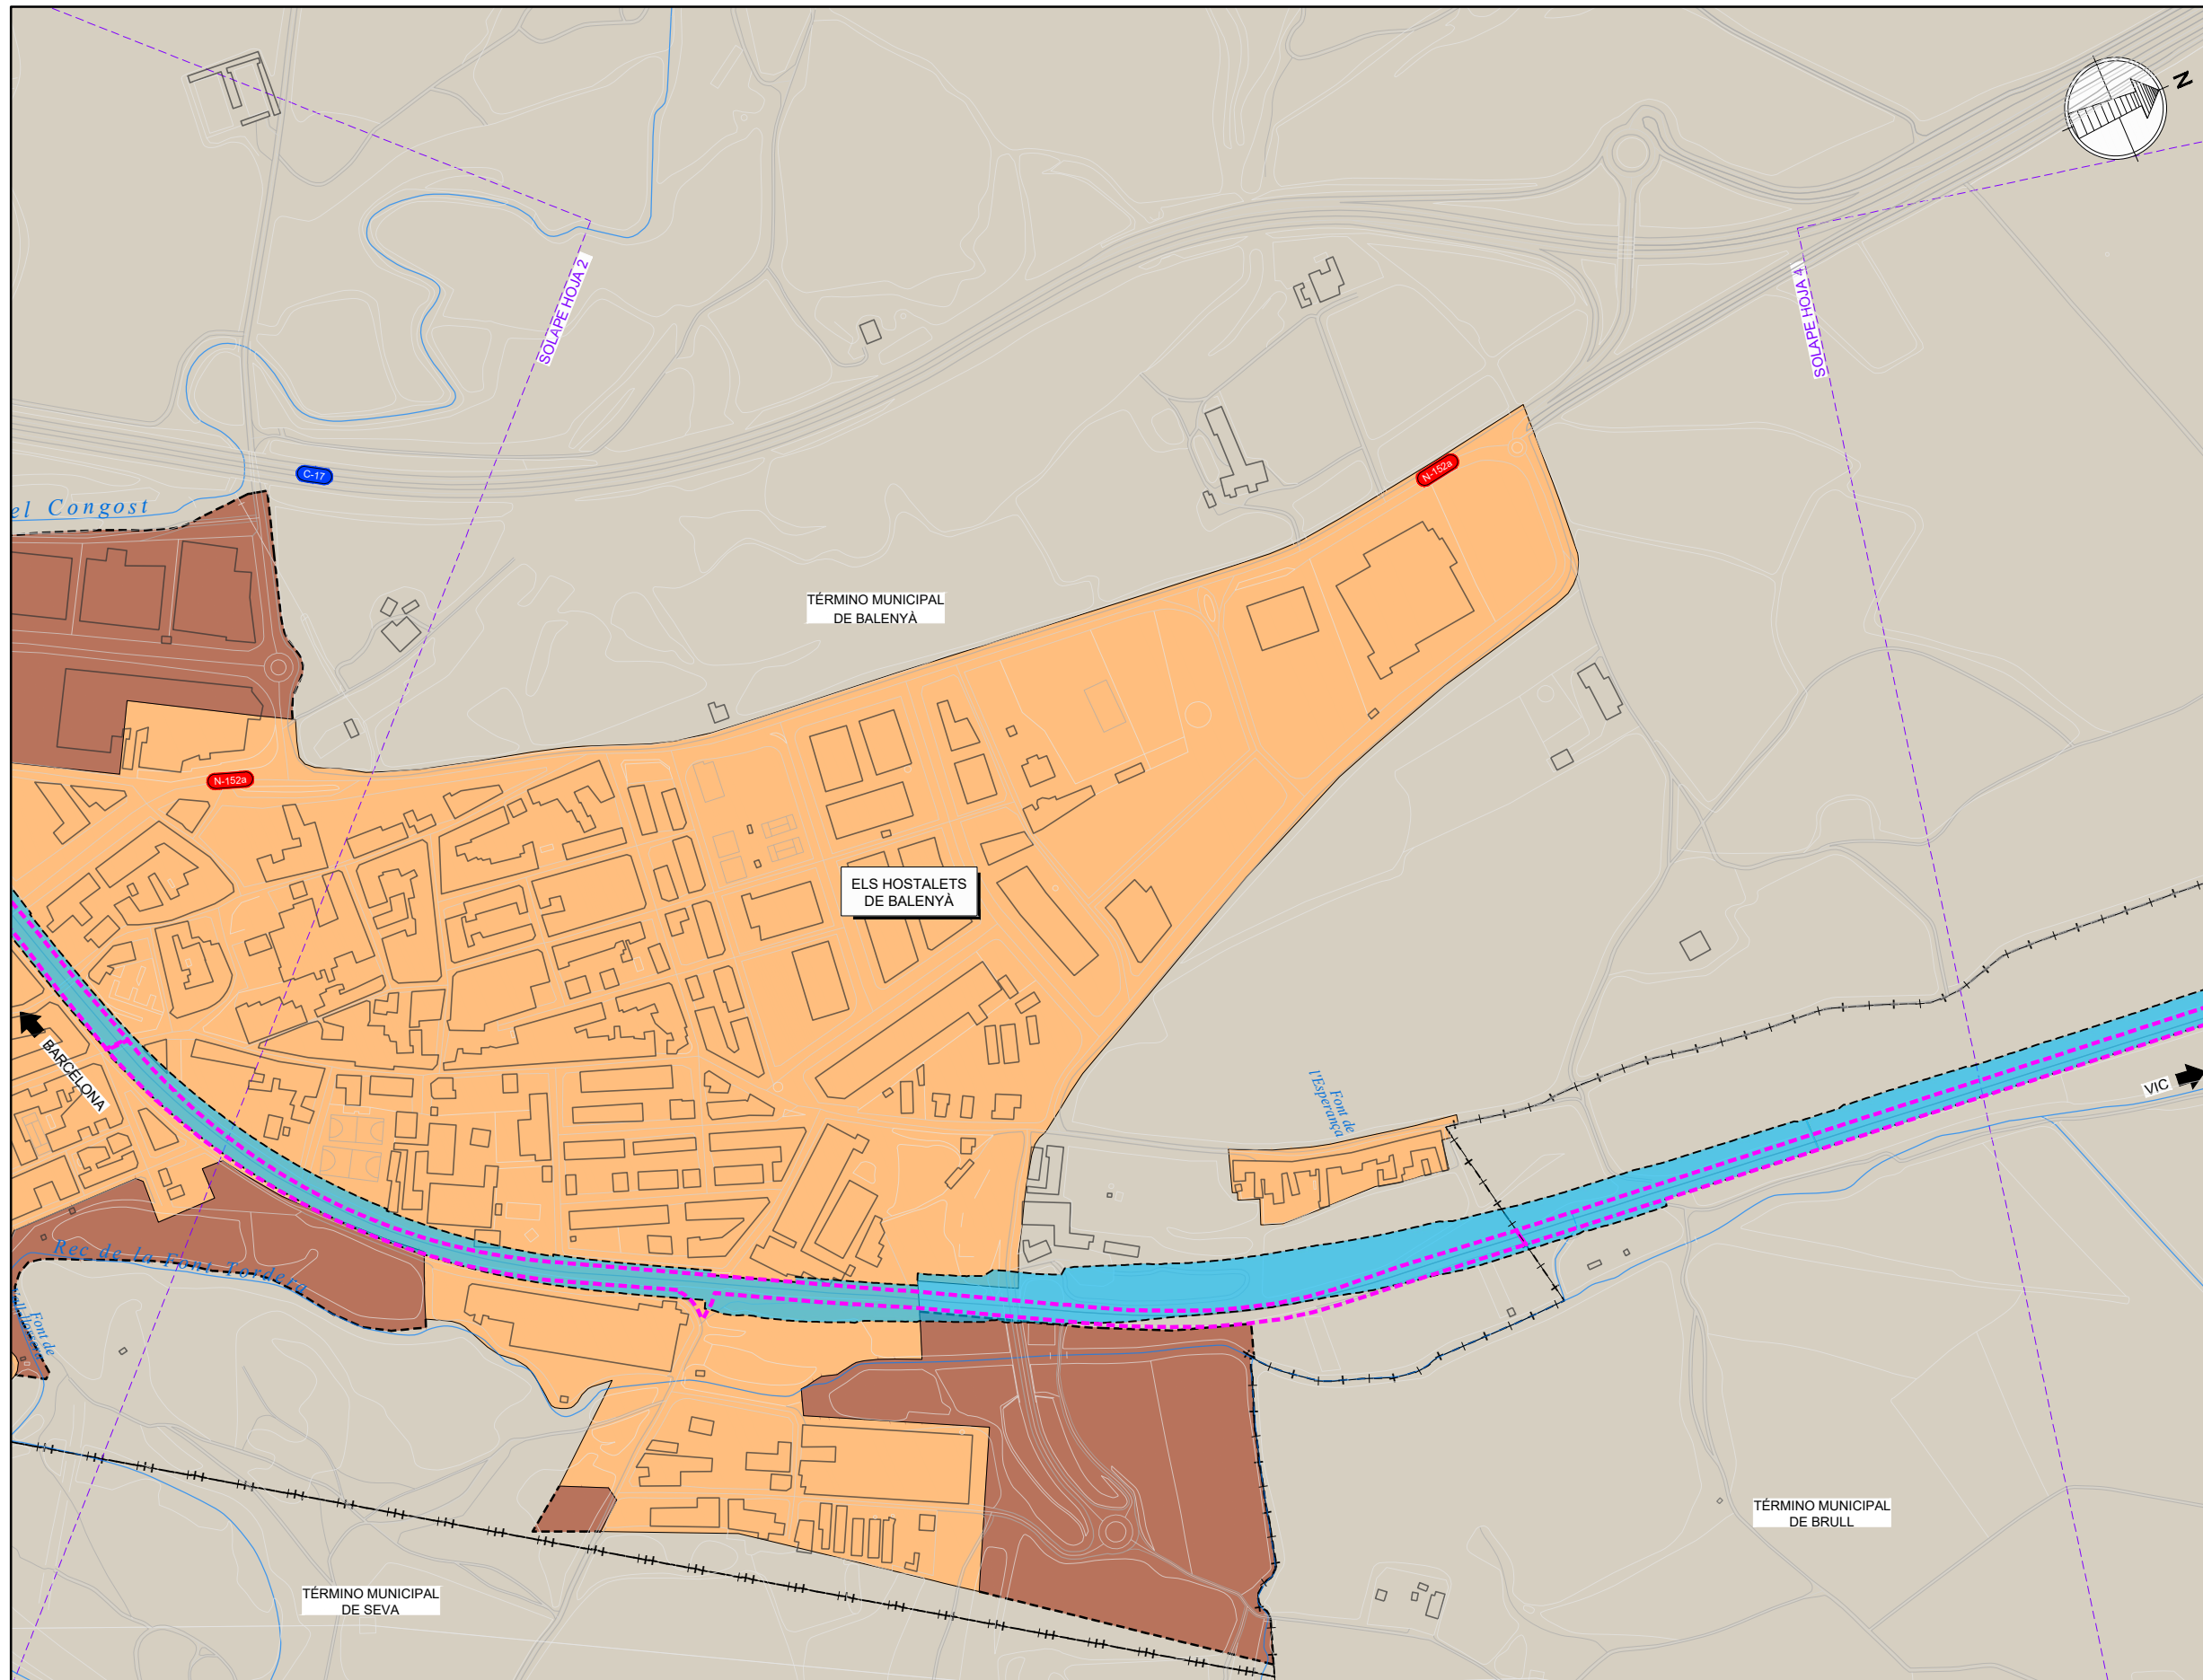 N
SOLAPE HOJA 2
SOLAPE HOJA 4
C-17
N-152a
el Congost
TÉRMINO MUNICIPAL
DE BALENYÀ
N-152a
ELS HOSTALETS
DE BALENYÀ
BARCELONA
Font de
l'Esperança
VIC
Rec de la Font Tordera
Font de
TÉRMINO MUNICIPAL
DE BRULL
TÉRMINO MUNICIPAL
DE SEVA